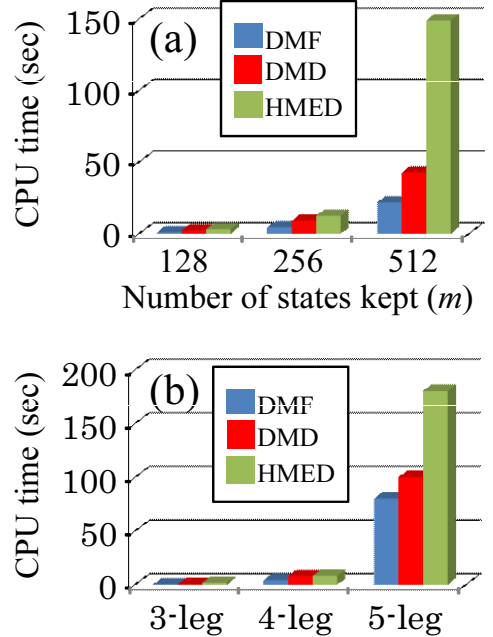 (a)
DMF
DMD
HMED
CPU time ((sec)
150
100
50
0
128 256 512
Number of states kept (m)
(b)
DMF
DMD
HMED
CPU time (sec)
200
150
100
50
0
3-leg 4-leg 5-leg